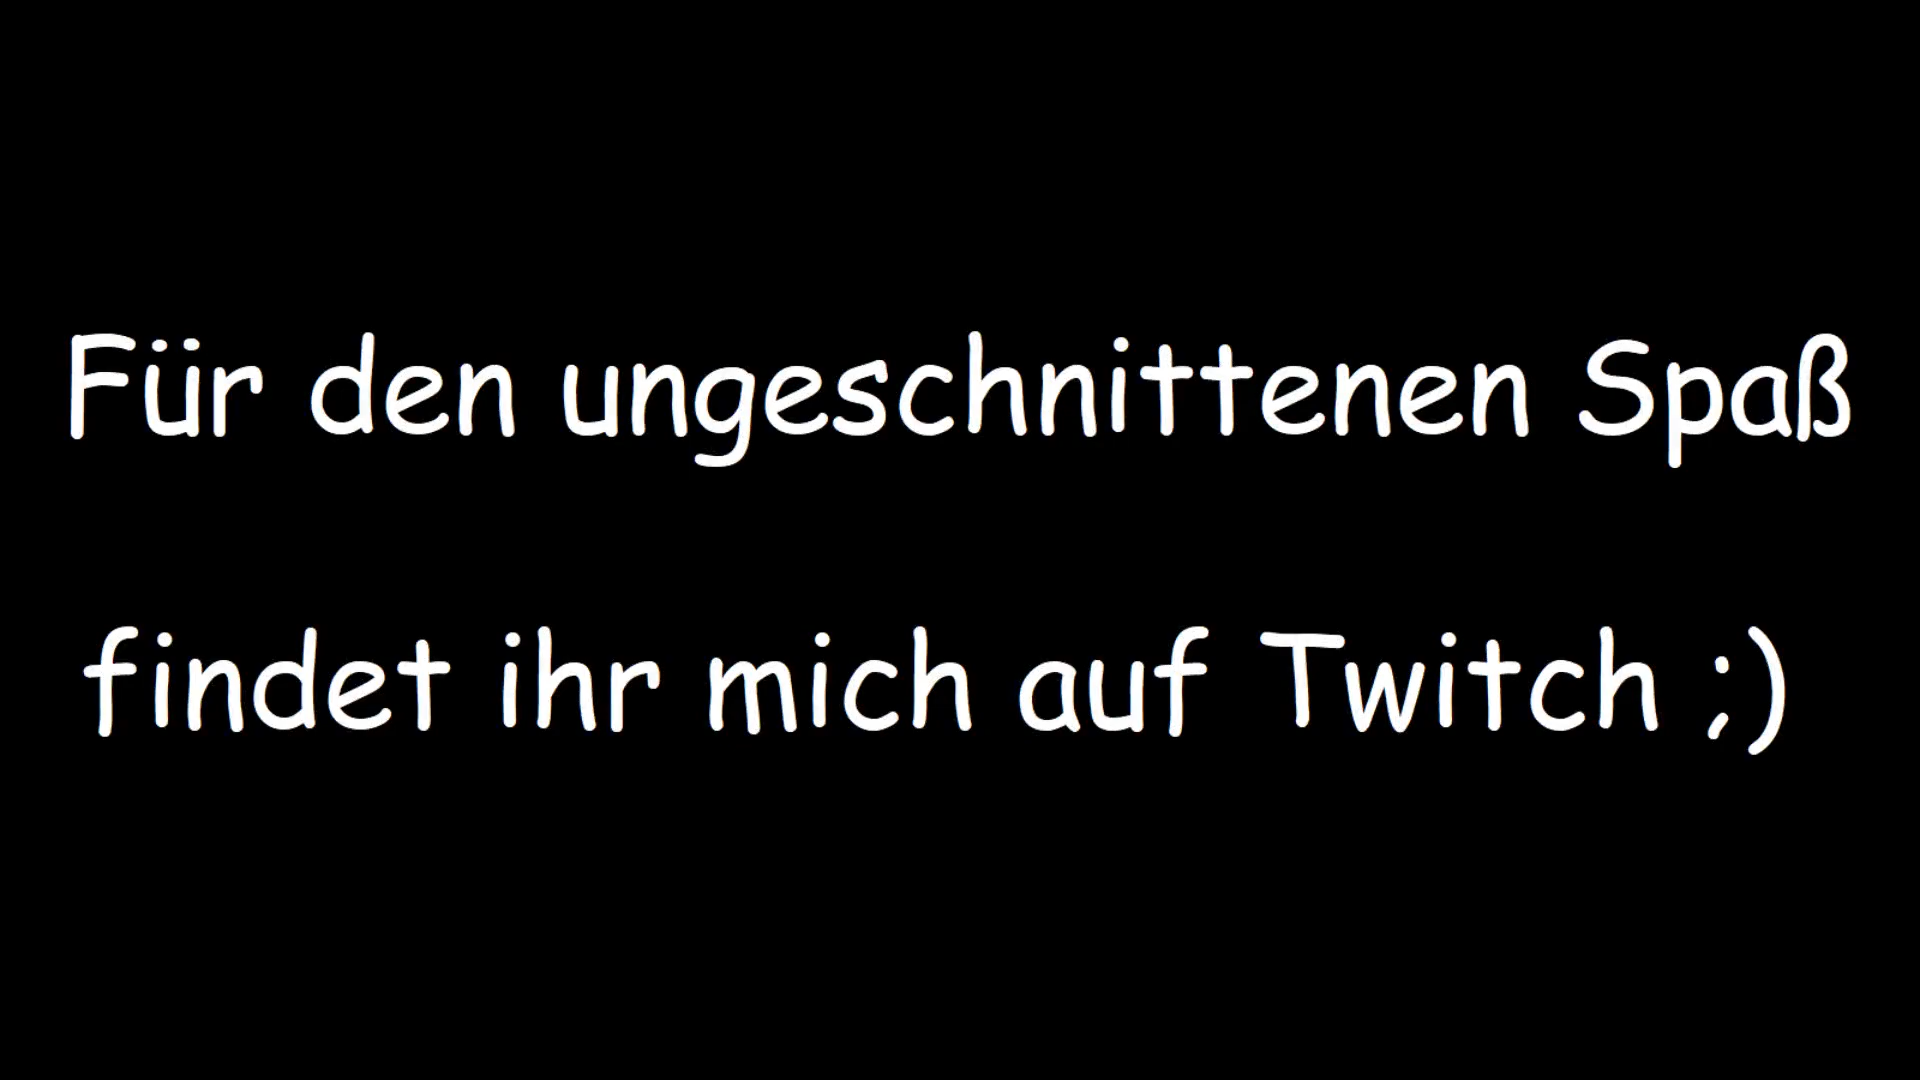 Für den ungeschnittenen Spaß
findet ihr mich auf Twitch ;)